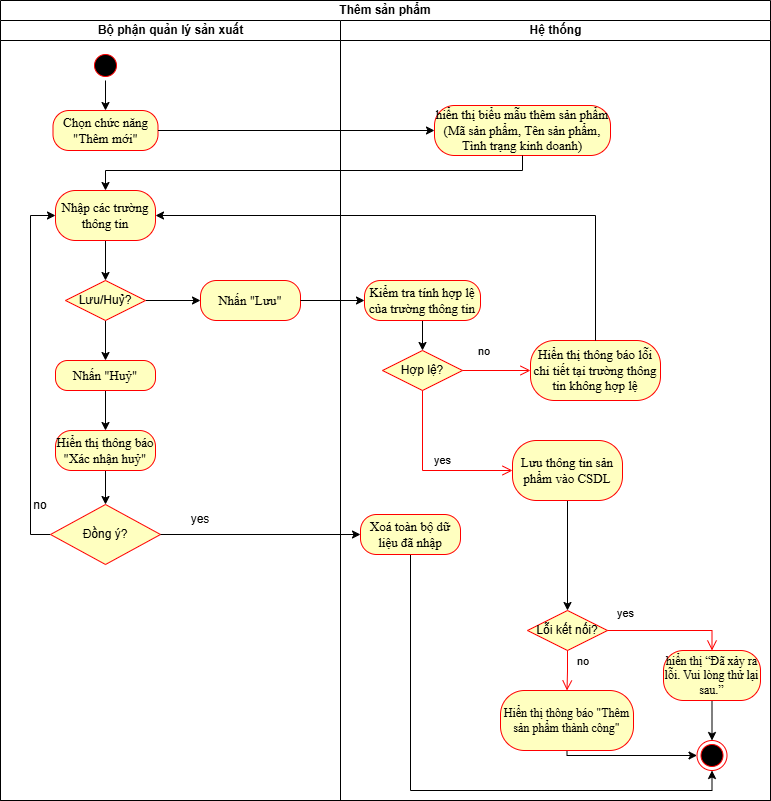 Thêm sản phẩm
Bộ phận quản lý sản xuất
Hệ thống
Chọn chức năng
"Thêm mới"
hiển thị biểu mẫu thêm sản phẩm
(Mã sản phẩm, Tên sản phẩm,
Tình trạng kinh doanh)
Nhập các trường
thông tin
Lưu/Huỷ?
Nhấn "Lưu"
Kiểm tra tính hợp lệ
của trường thông tin
Hợp lệ?
no
Hiển thị thông báo lỗi
chi tiết tại trường thông
tin không hợp lệ
Nhấn "Huỷ"
Hiển thị thông báo
"Xác nhận huỷ"
yes
Lưu thông tin sản
phẩm vào CSDL
no
Đồng ý?
yes
Xoá toàn bộ dữ
liệu đã nhập
Lỗi kết nối?
yes
no
hiển thị “Đã xảy ra
lỗi. Vui lòng thử lại
sau.”
Hiển thị thông báo "Thêm
sản phẩm thành công"